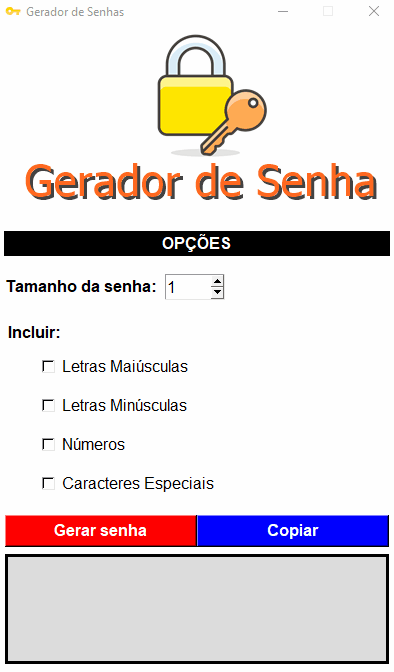 Gerador de Senhas
Gerador de Senha
OPÇÕES
Tamanho da senha: 1
Incluir:
Letras Maiúsculas
Letras Minúsculas
Números
Caracteres Especiais
Gerar senha Copiar